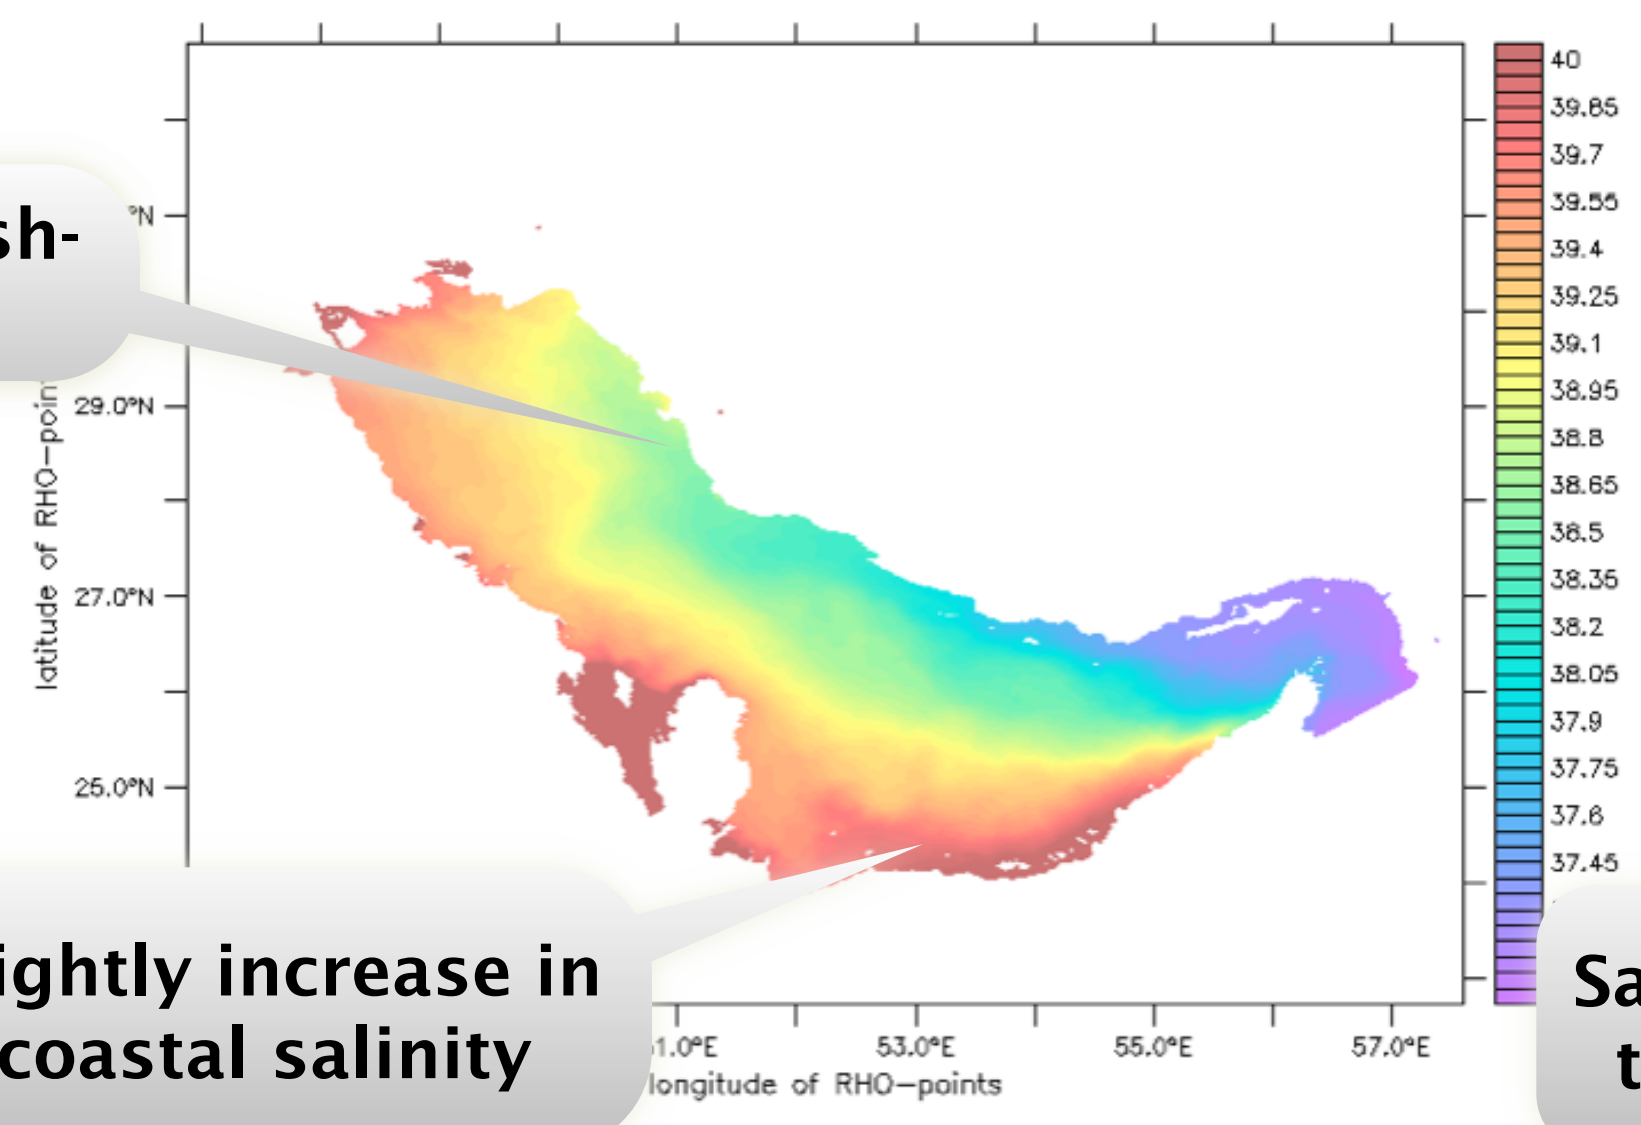 sh-
°N
29.0°N
27.0°N
25.0°N
latitude of RHO-poin
40
39.85
39.7
39.55
39.4
39.25
39.1
38.95
38.8
38.65
38.5
38.35
38.2
38.05
37.9
37.75
37.6
37.45
ightly increase in
coastal salinity
Sa
t
1.0°E
53.0°E
55.0°E
57.0°E
longitude of RHO-points